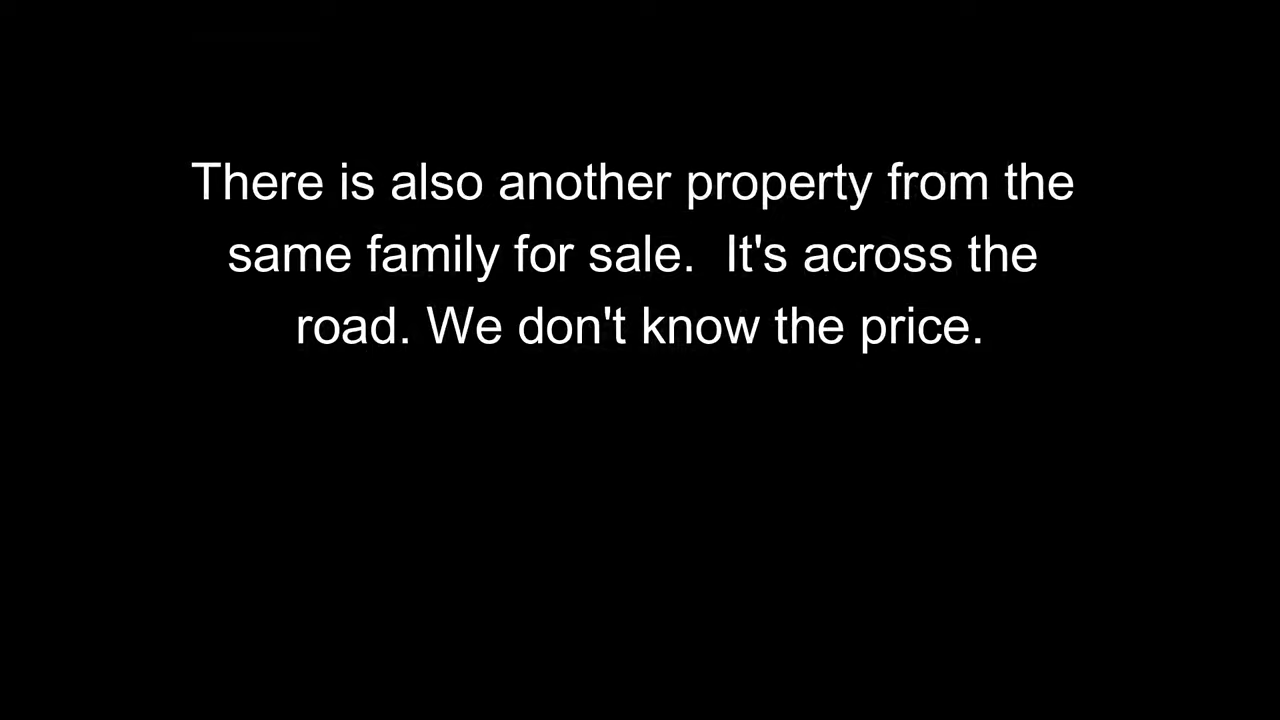 There is also another property from the
same family for sale.  It's across the
road. We don't know the price.